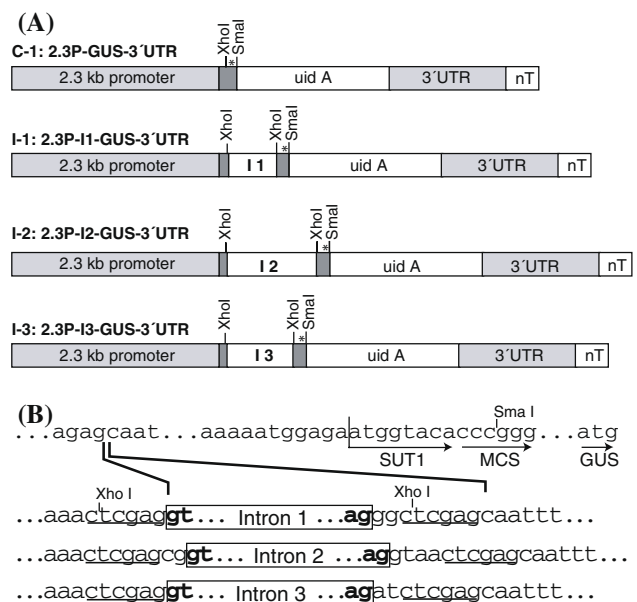 (A)
XhoI
SmaI
C-1: 2.3P-GUS-3´UTR
*
2.3 kb promoter
uid A
3´UTR
nT
XhoI
XhoI
SmaI
I-1: 2.3P-I1-GUS-3´UTR
*
2.3 kb promoter
I 1
uid A
3´UTR
nT
XhoI
XhoI
SmaI
I-2: 2.3P-I2-GUS-3´UTR
*
2.3 kb promoter
I 2
uid A
3´UTR
nT
XhoI
XhoI
SmaI
I-3: 2.3P-I3-GUS-3´UTR
*
2.3 kb promoter
I 3
uid A
3´UTR
nT
(B)
Sma I
...agagcaat...aaaaatggagaatggtacacccggg...atg
SUT1 MCS GUS
Xho I Xho I
...aaactcgaggt... Intron 1 ...agggctcgagcaattt...
...aaactcgagcggt... Intron 2 ...aggtaactcgagcaattt...
...aaactcgaggt... Intron 3 ...agatctcgagcaattt...